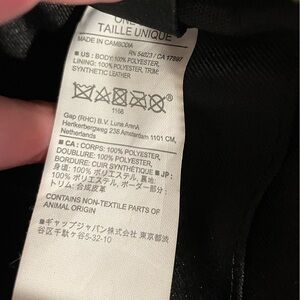 ONE
TAILLE UNIQUE
MADE IN CAMBODIA
RN 54023 / CA 17897
■ US : BODY: 100% POLYESTER,
LINING: 100% POLYESTER, TRIM:
SYNTHETIC LEATHER
1166
Gap (RHC) B.V. Luna Arena
Herikerbergweg 238 Amsterdam 1101 CM,
Netherlands
■ CA : CORPS: 100% POLYESTER,
DOUBLURE: 100% POLYESTER,
BORDURE: CUIR SYNTHÉTIQUE ■ JP :
身頃: 100% ポリエステル, 裏地:
100% ポリエステル, ボーダー部分:
トリム: 合成皮革
CONTAINS NON-TEXTILE PARTS OF
ANIMAL ORIGIN
■ギャップジャパン株式会社 東京都渋
谷区千駄ケ谷5-32-10